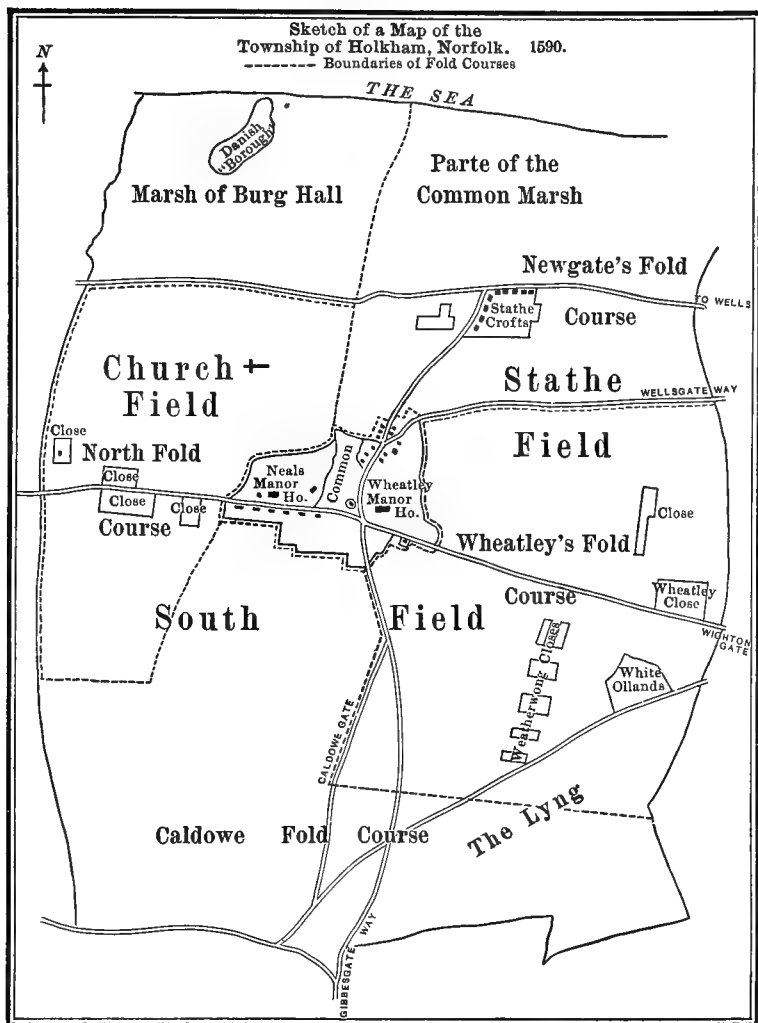 Sketch of a Map of the
Township of Holkham, Norfolk. 1590.
Boundaries of Fold Courses
N
THE SEA
Danish
"Borough"
Marsh of Burg Hall
Parte of the
Common Marsh
Newgate's Fold
TO WELLS
Stathe
Crofts
Course
Church
Field
Stathe
WELLSGATE WAY
Close
North Fold
Field
Close
Close
Close
Course
Neals
Manor
Ho.
Common
Wheatley
Manor
Ho.
Close
Wheatley's Fold
Course
Wheatley
Close
WIGHTON
GATE
South Field
Weatherwong Closes
White
Ollands
CALDOWE GATE
The Lyng
Caldowe Fold Course
GIBBESGATE WAY